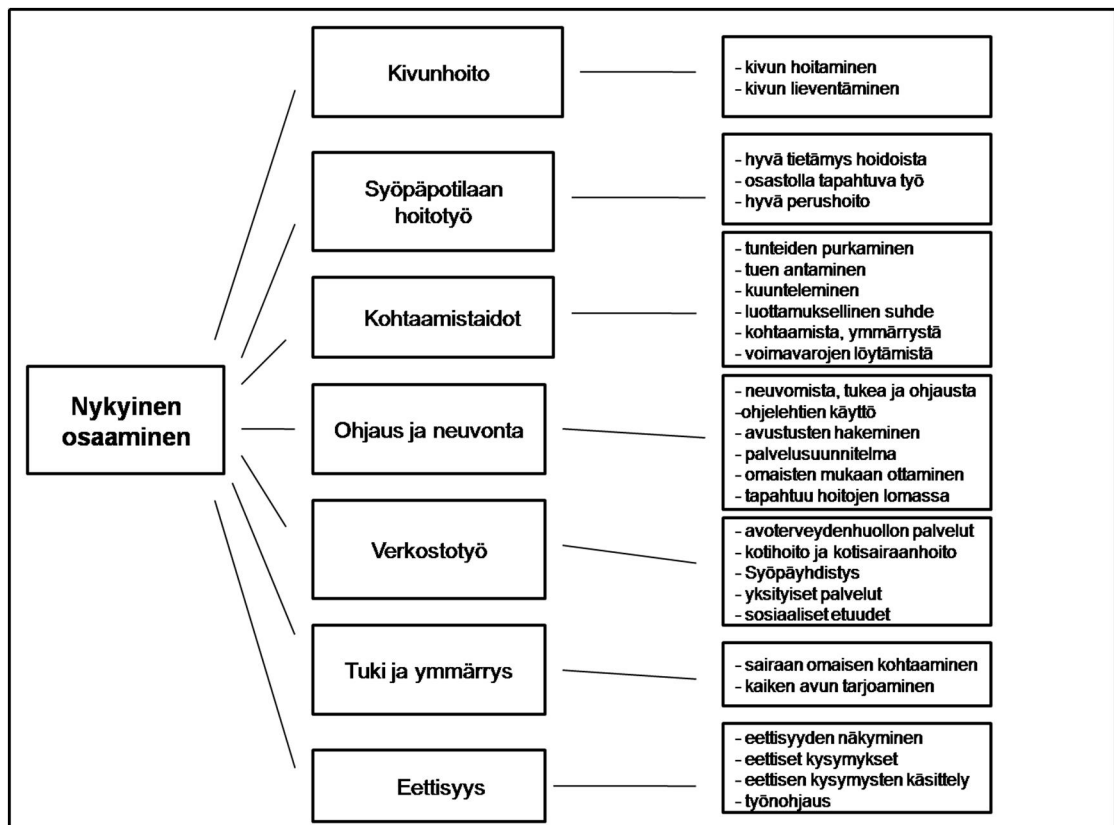 Kivunhoito
- kivun hoitaminen
- kivun lieventäminen
Syöpäpotilaan
hoitotyö
- hyvä tietämys hoidoista
- osastolla tapahtuva työ
- hyvä perushoito
Kohtaamistaidot
- tunteiden purkaminen
- tuen antaminen
- kuunteleminen
- luottamuksellinen suhde
- kohtaamista, ymmärrystä
- voimavarojen löytämistä
Nykyinen
osaaminen
Ohjaus ja neuvonta
- neuvomista, tukea ja ohjausta
-ohjelehtien käyttö
- avustusten hakeminen
- palvelusuunnitelma
- omaisten mukaan ottaminen
- tapahtuu hoitojen lomassa
Verkostotyö
- avoterveydenhuollon palvelut
- kotihoito ja kotisairaanhoito
- Syöpäyhdistys
- yksityiset palvelut
- sosiaaliset etuudet
Tuki ja ymmärrys
- sairaan omaisen kohtaaminen
- kaiken avun tarjoaminen
Eettisyys
- eettisyyden näkyminen
- eettiset kysymykset
- eettisen kysymysten käsittely
- työnohjaus